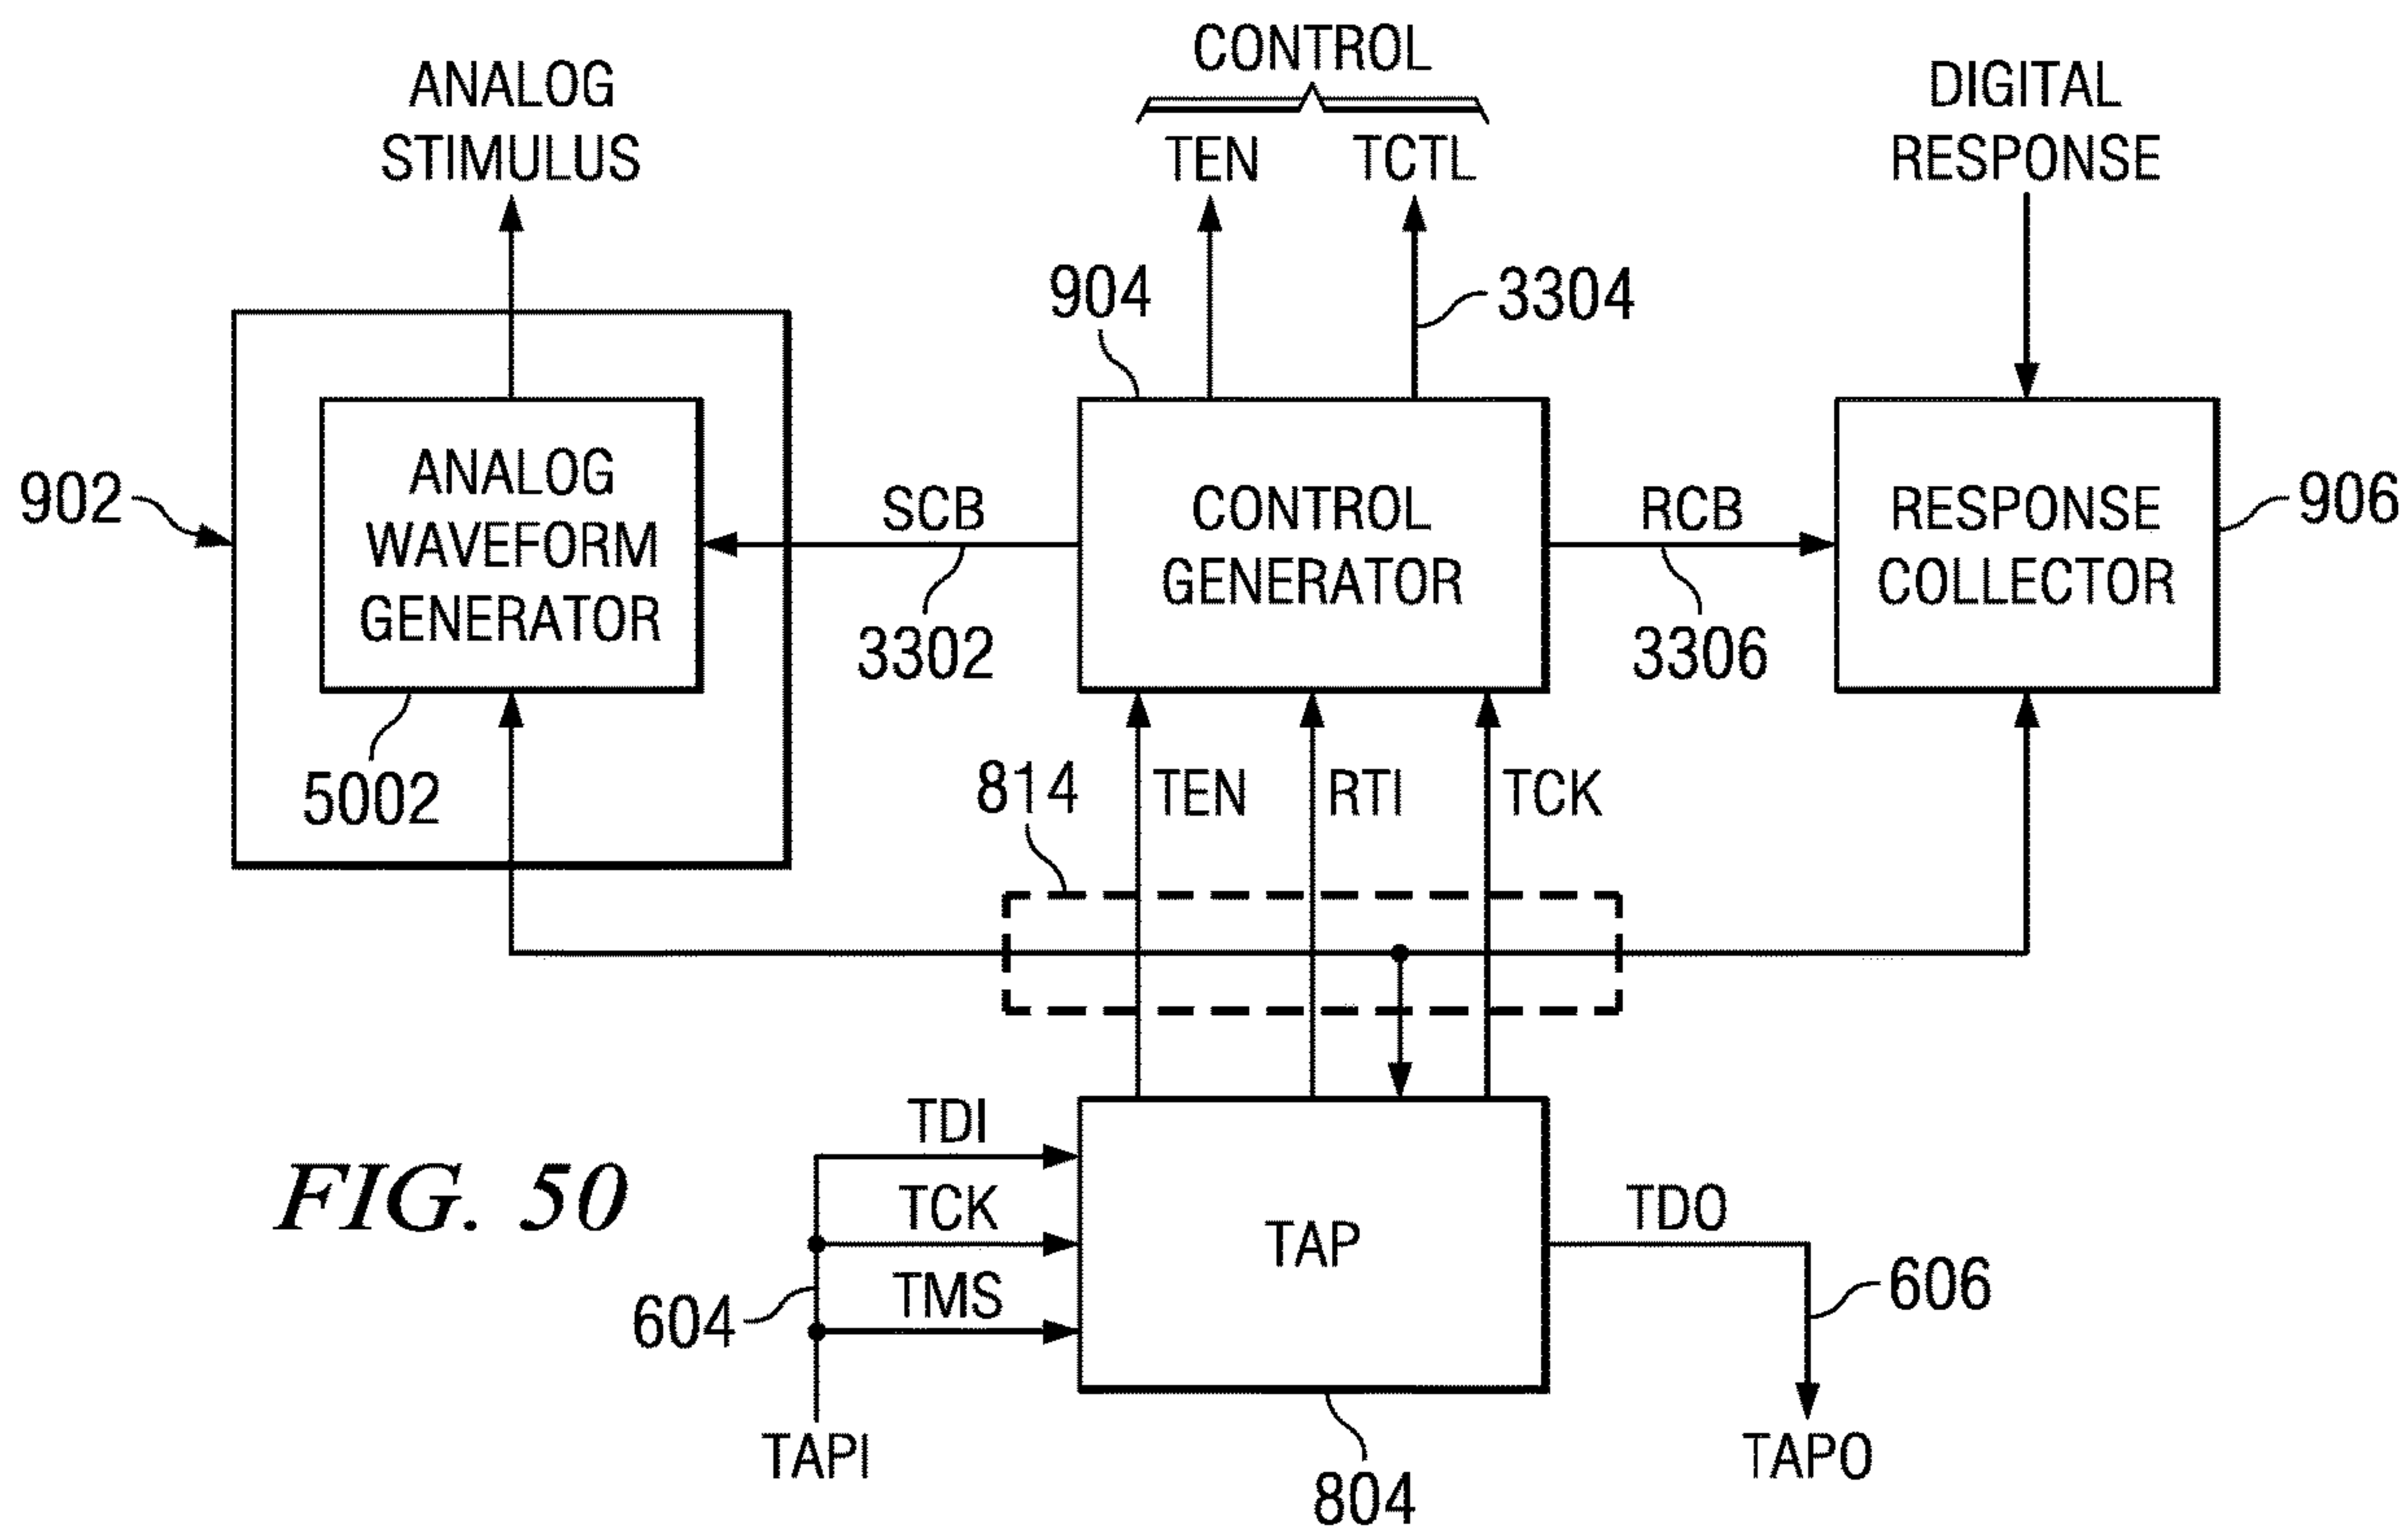 CONTROL
ANALOG
STIMULUS
TEN
TCTL
DIGITAL
RESPONSE
904
3304
902
ANALOG
WAVEFORM
GENERATOR
SCB
3302
CONTROL
GENERATOR
RCB
3306
RESPONSE
COLLECTOR
906
5002
814
TEN
RTI
TCK
FIG. 50
TDI
TCK
TMS
604
TAPI
TAP
804
TDO
606
TAPO